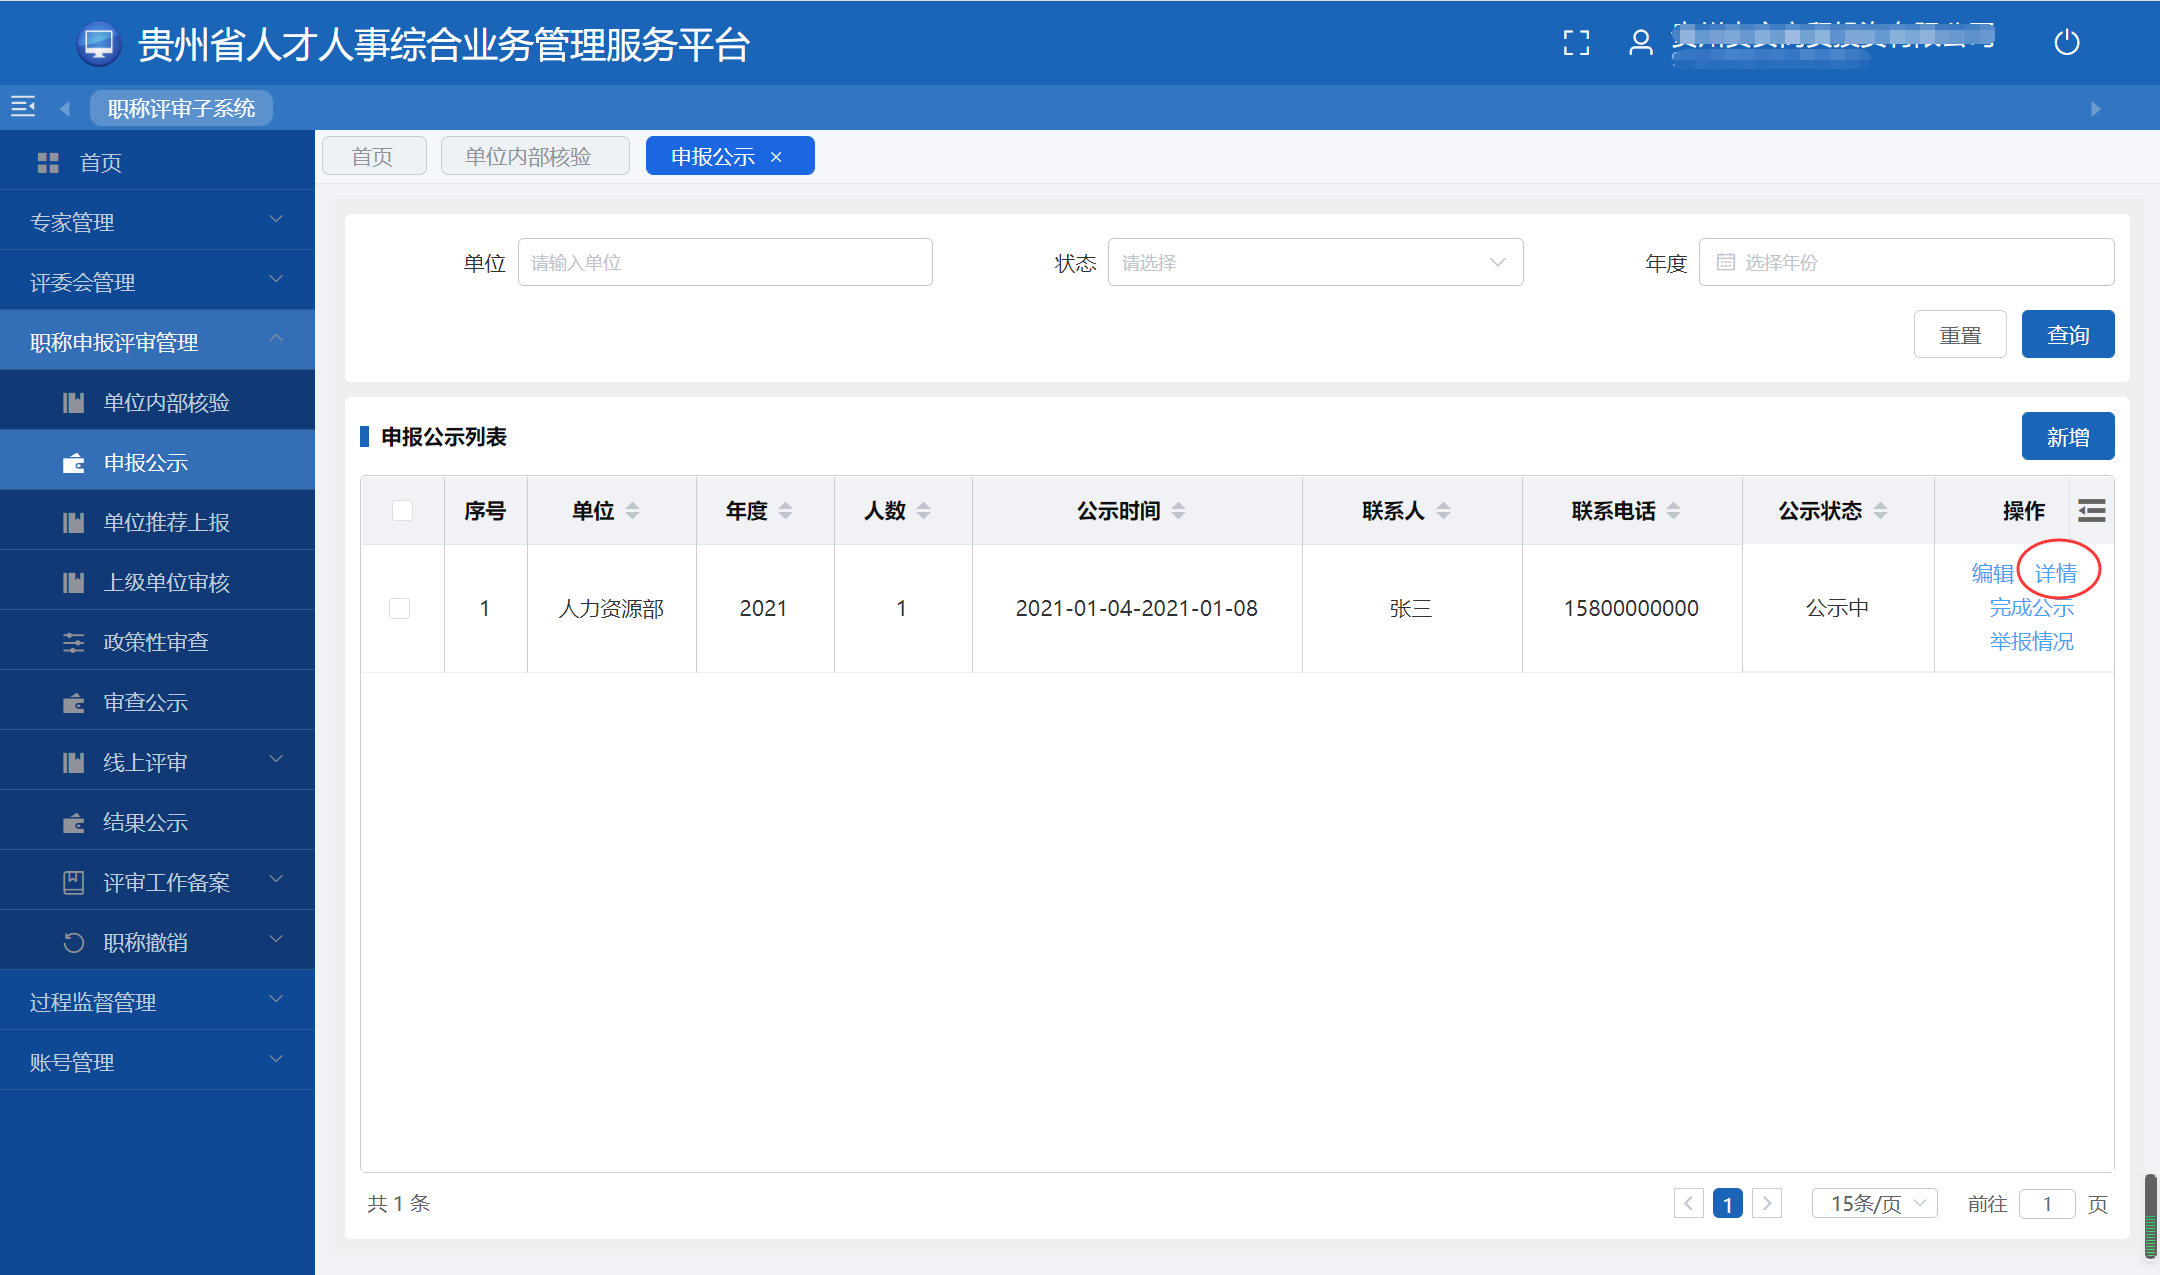 贵州省人才人事综合业务管理服务平台
职称评审子系统
首页
专家管理
评委会管理
职称申报评审管理
单位内部核验
申报公示
单位推荐上报
上级单位审核
政策性审查
审查公示
线上评审
结果公示
评审工作备案
职称撤销
过程监督管理
账号管理
首页 单位内部核验 申报公示 ×
单位 请输入单位 状态 请选择 年度 选择年份
重置 查询
申报公示列表 新增
序号 单位 年度 人数 公示时间 联系人 联系电话 公示状态 操作
1 人力资源部 2021 1 2021-01-04-2021-01-08 张三 15800000000 公示中 编辑 详情
完成公示
举报情况
共 1 条 1 15条/页 前往 1 页